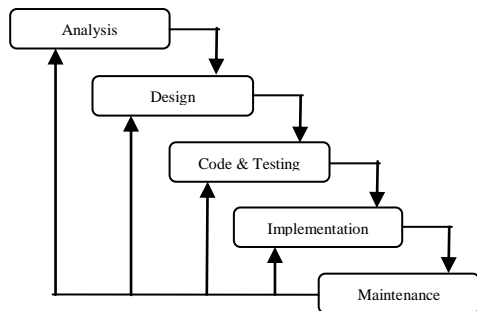 Analysis
Design
Code & Testing
Implementation
Maintenance